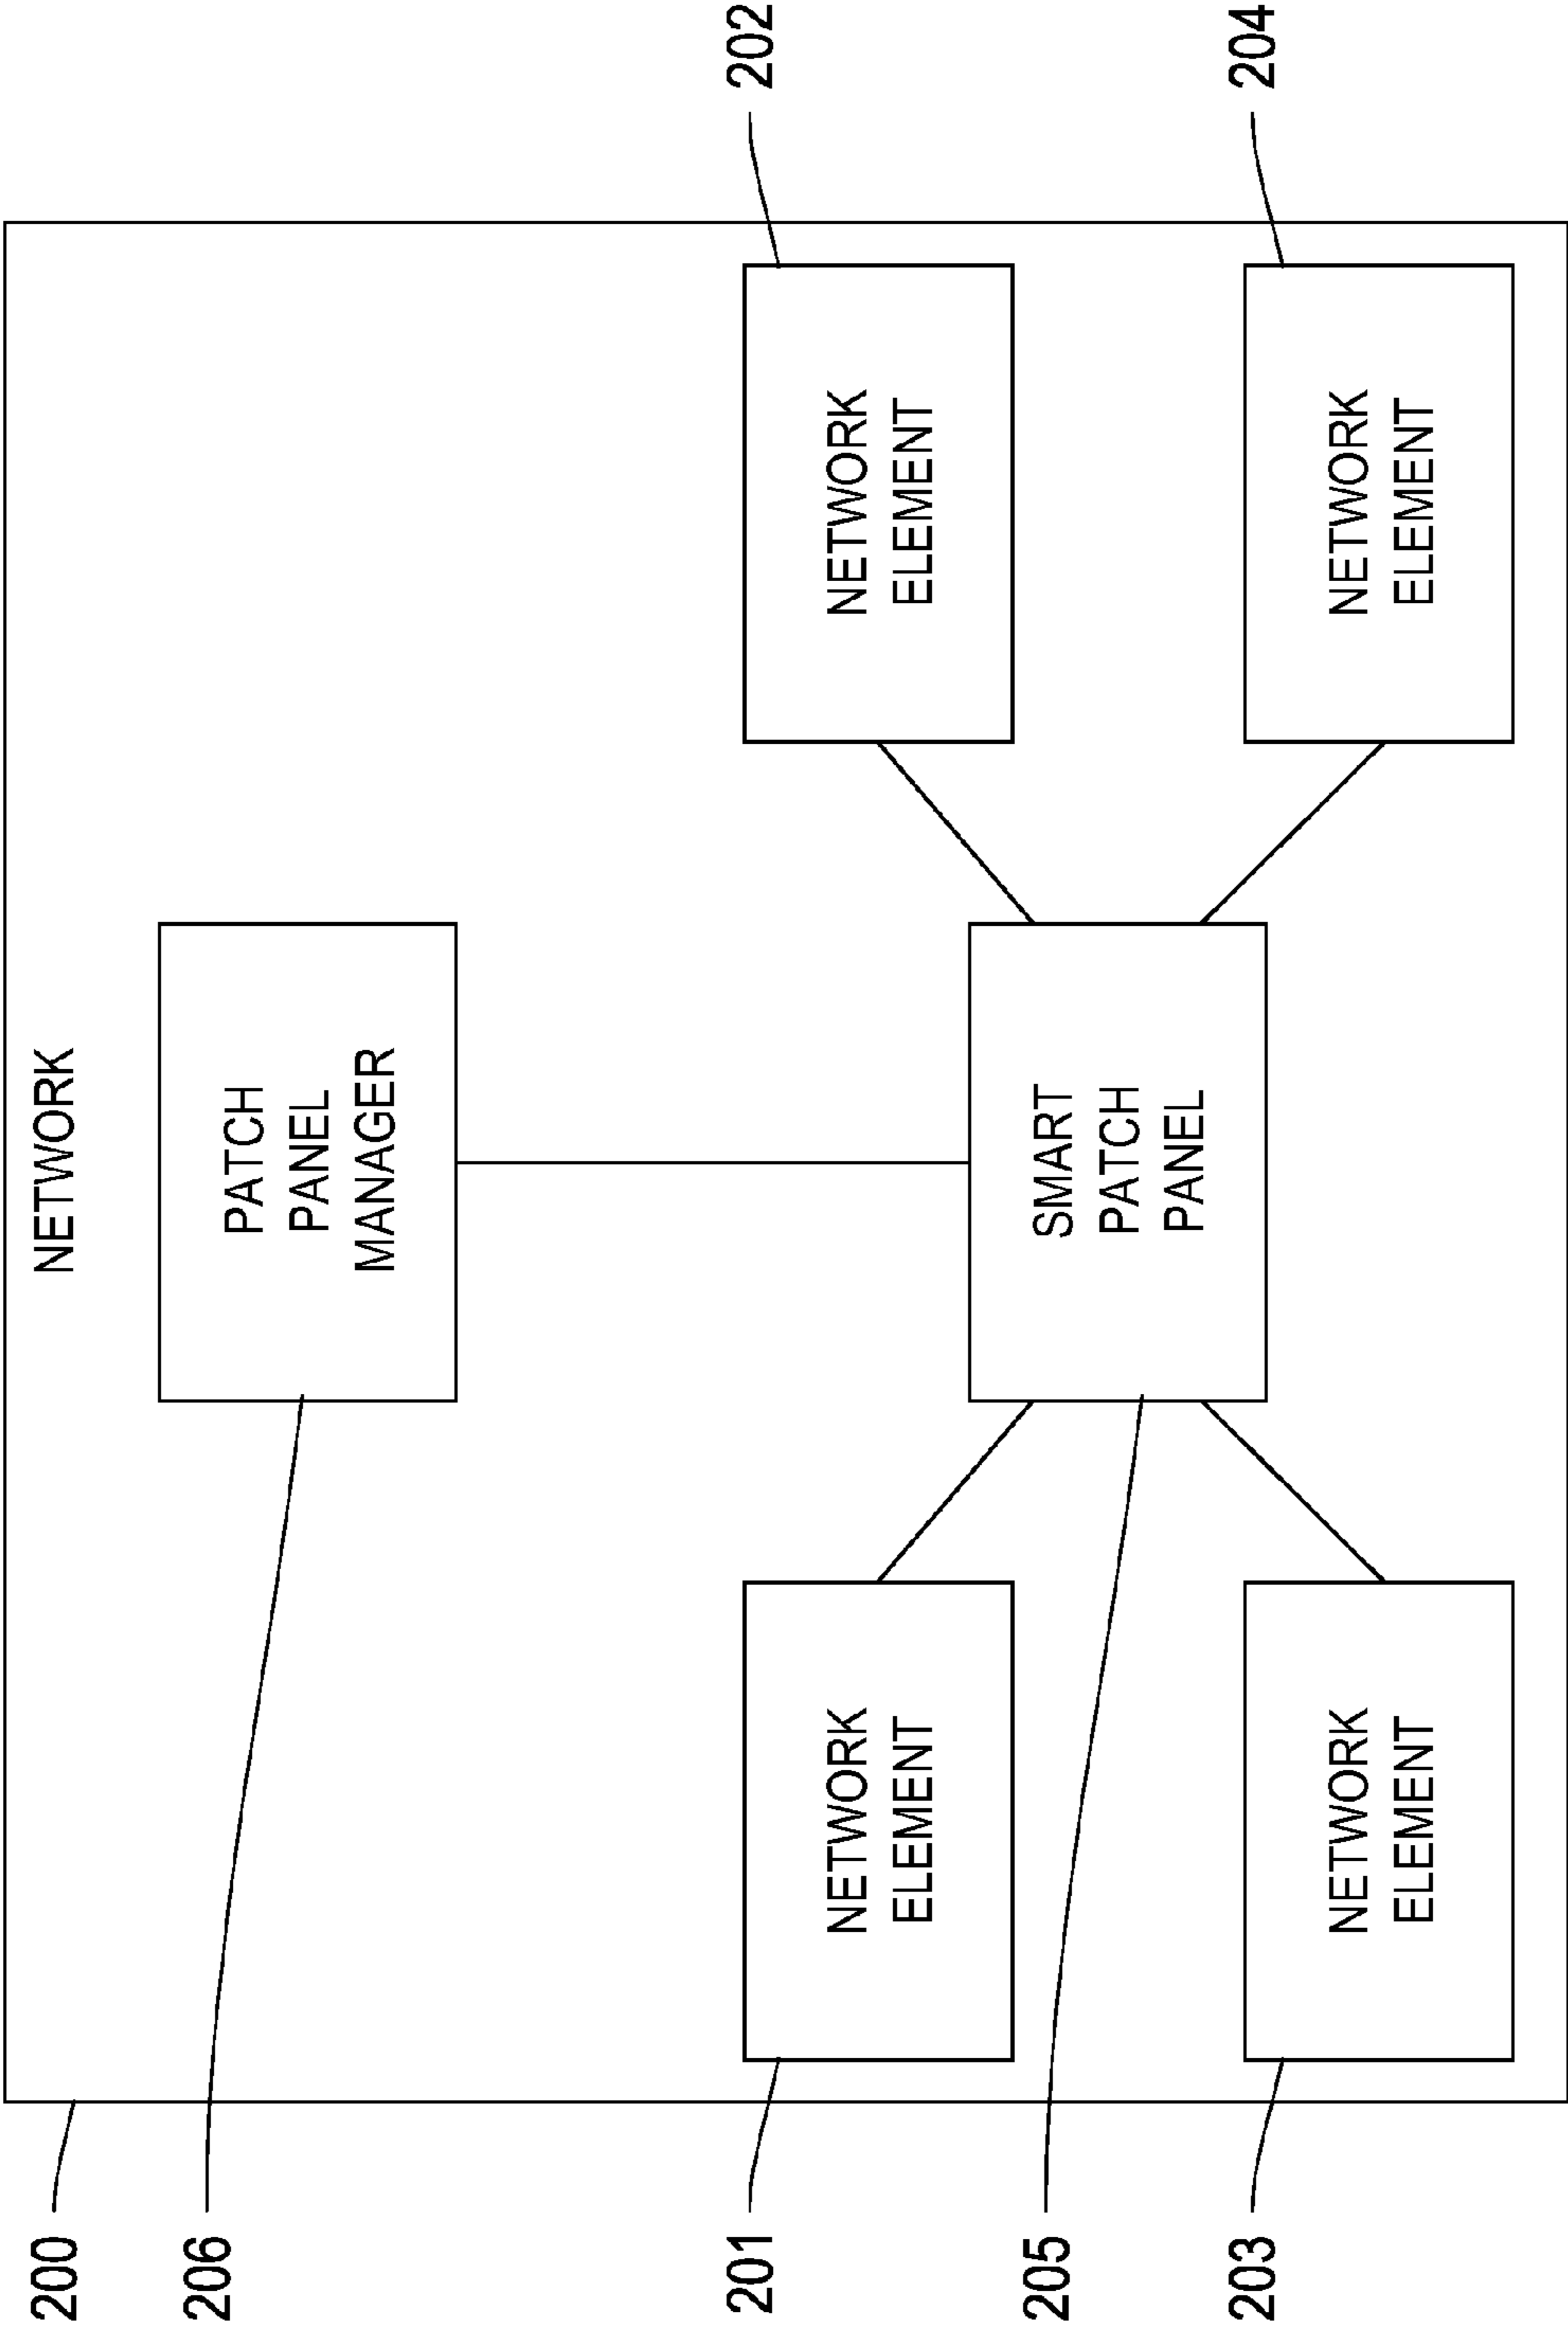 200
NETWORK
206
PATCH
PANEL
MANAGER
201
NETWORK
ELEMENT
202
NETWORK
ELEMENT
205
SMART
PATCH
PANEL
203
NETWORK
ELEMENT
204
NETWORK
ELEMENT